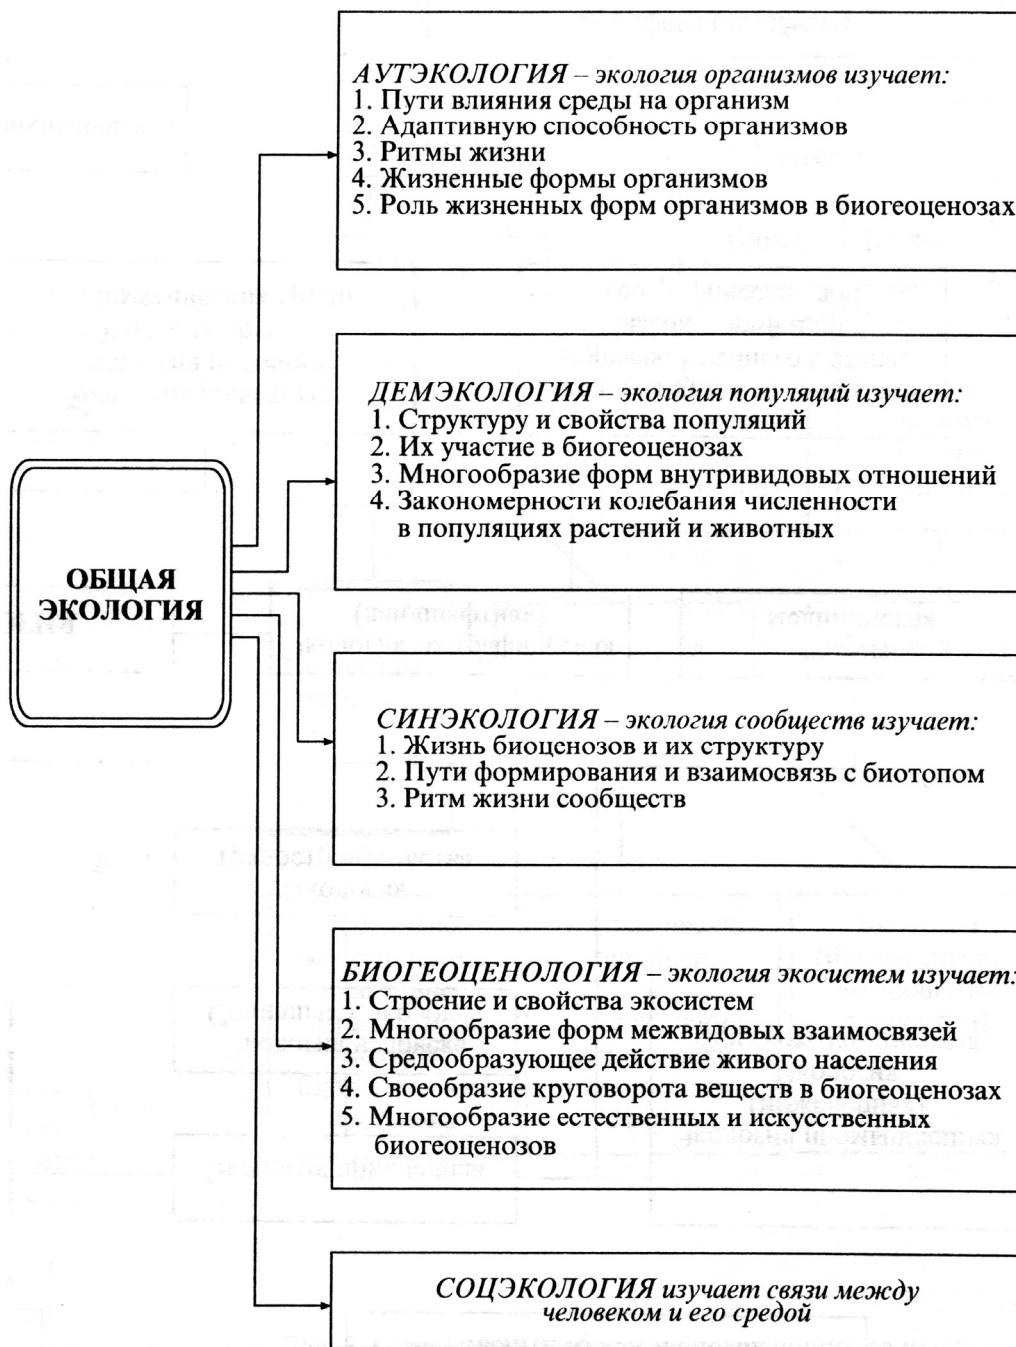 АУТЭКОЛОГИЯ – экология организмов изучает:
1. Пути влияния среды на организм
2. Адаптивную способность организмов
3. Ритмы жизни
4. Жизненные формы организмов
5. Роль жизненных форм организмов в биогеоценозах
ДЕМЭКОЛОГИЯ – экология популяций изучает:
1. Структуру и свойства популяций
2. Их участие в биогеоценозах
3. Многообразие форм внутривидовых отношений
4. Закономерности колебания численности
в популяциях растений и животных
ОБЩАЯ
ЭКОЛОГИЯ
СИНЭКОЛОГИЯ – экология сообществ изучает:
1. Жизнь биоценозов и их структуру
2. Пути формирования и взаимосвязь с биотопом
3. Ритм жизни сообществ
БИОГЕОЦЕНОЛОГИЯ – экология экосистем изучает:
1. Строение и свойства экосистем
2. Многообразие форм межвидовых взаимосвязей
3. Средообразующее действие живого населения
4. Своеобразие круговорота веществ в биогеоценозах
5. Многообразие естественных и искусственных
биогеоценозов
СОЦЭКОЛОГИЯ изучает связи между
человеком и его средой